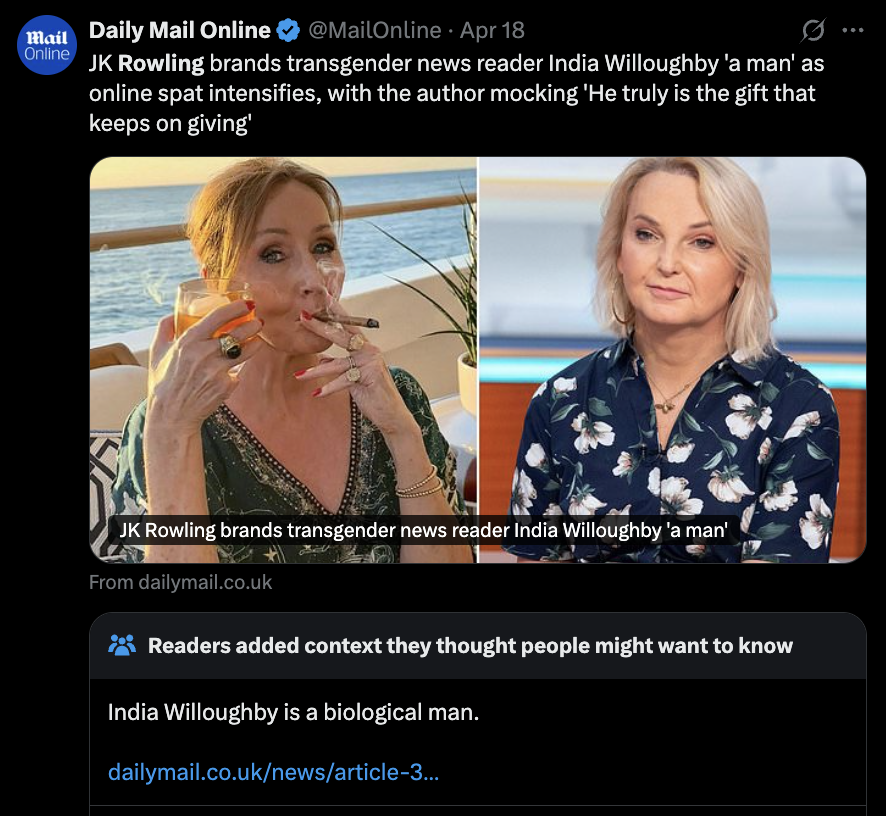 Mail
Online
Daily Mail Online @MailOnline · Apr 18
JK Rowling brands transgender news reader India Willoughby 'a man' as
online spat intensifies, with the author mocking 'He truly is the gift that
keeps on giving'
JK Rowling brands transgender news reader India Willoughby 'a man'
From dailymail.co.uk
Readers added context they thought people might want to know
India Willoughby is a biological man.
dailymail.co.uk/news/article-3...